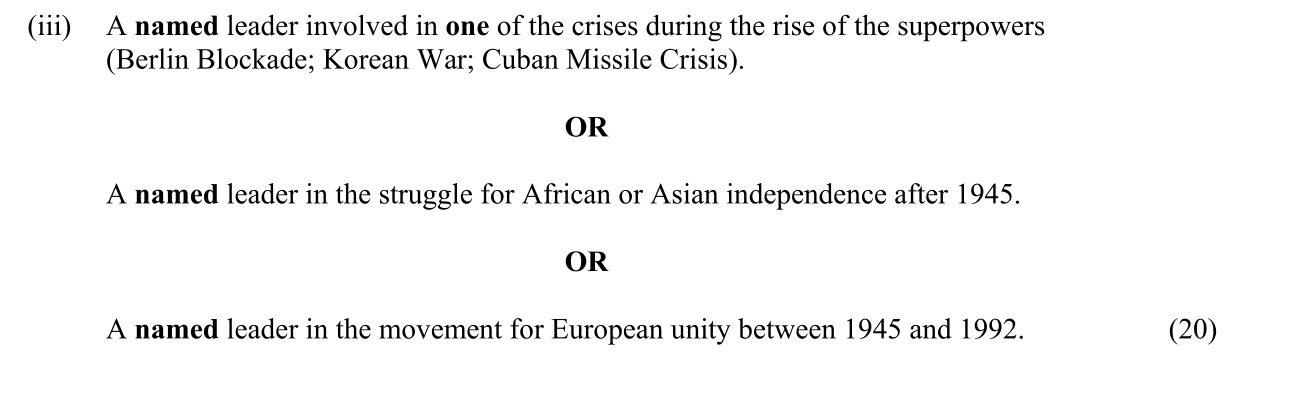 (iii) A named leader involved in one of the crises during the rise of the superpowers
(Berlin Blockade; Korean War; Cuban Missile Crisis).
OR
A named leader in the struggle for African or Asian independence after 1945.
OR
A named leader in the movement for European unity between 1945 and 1992. (20)